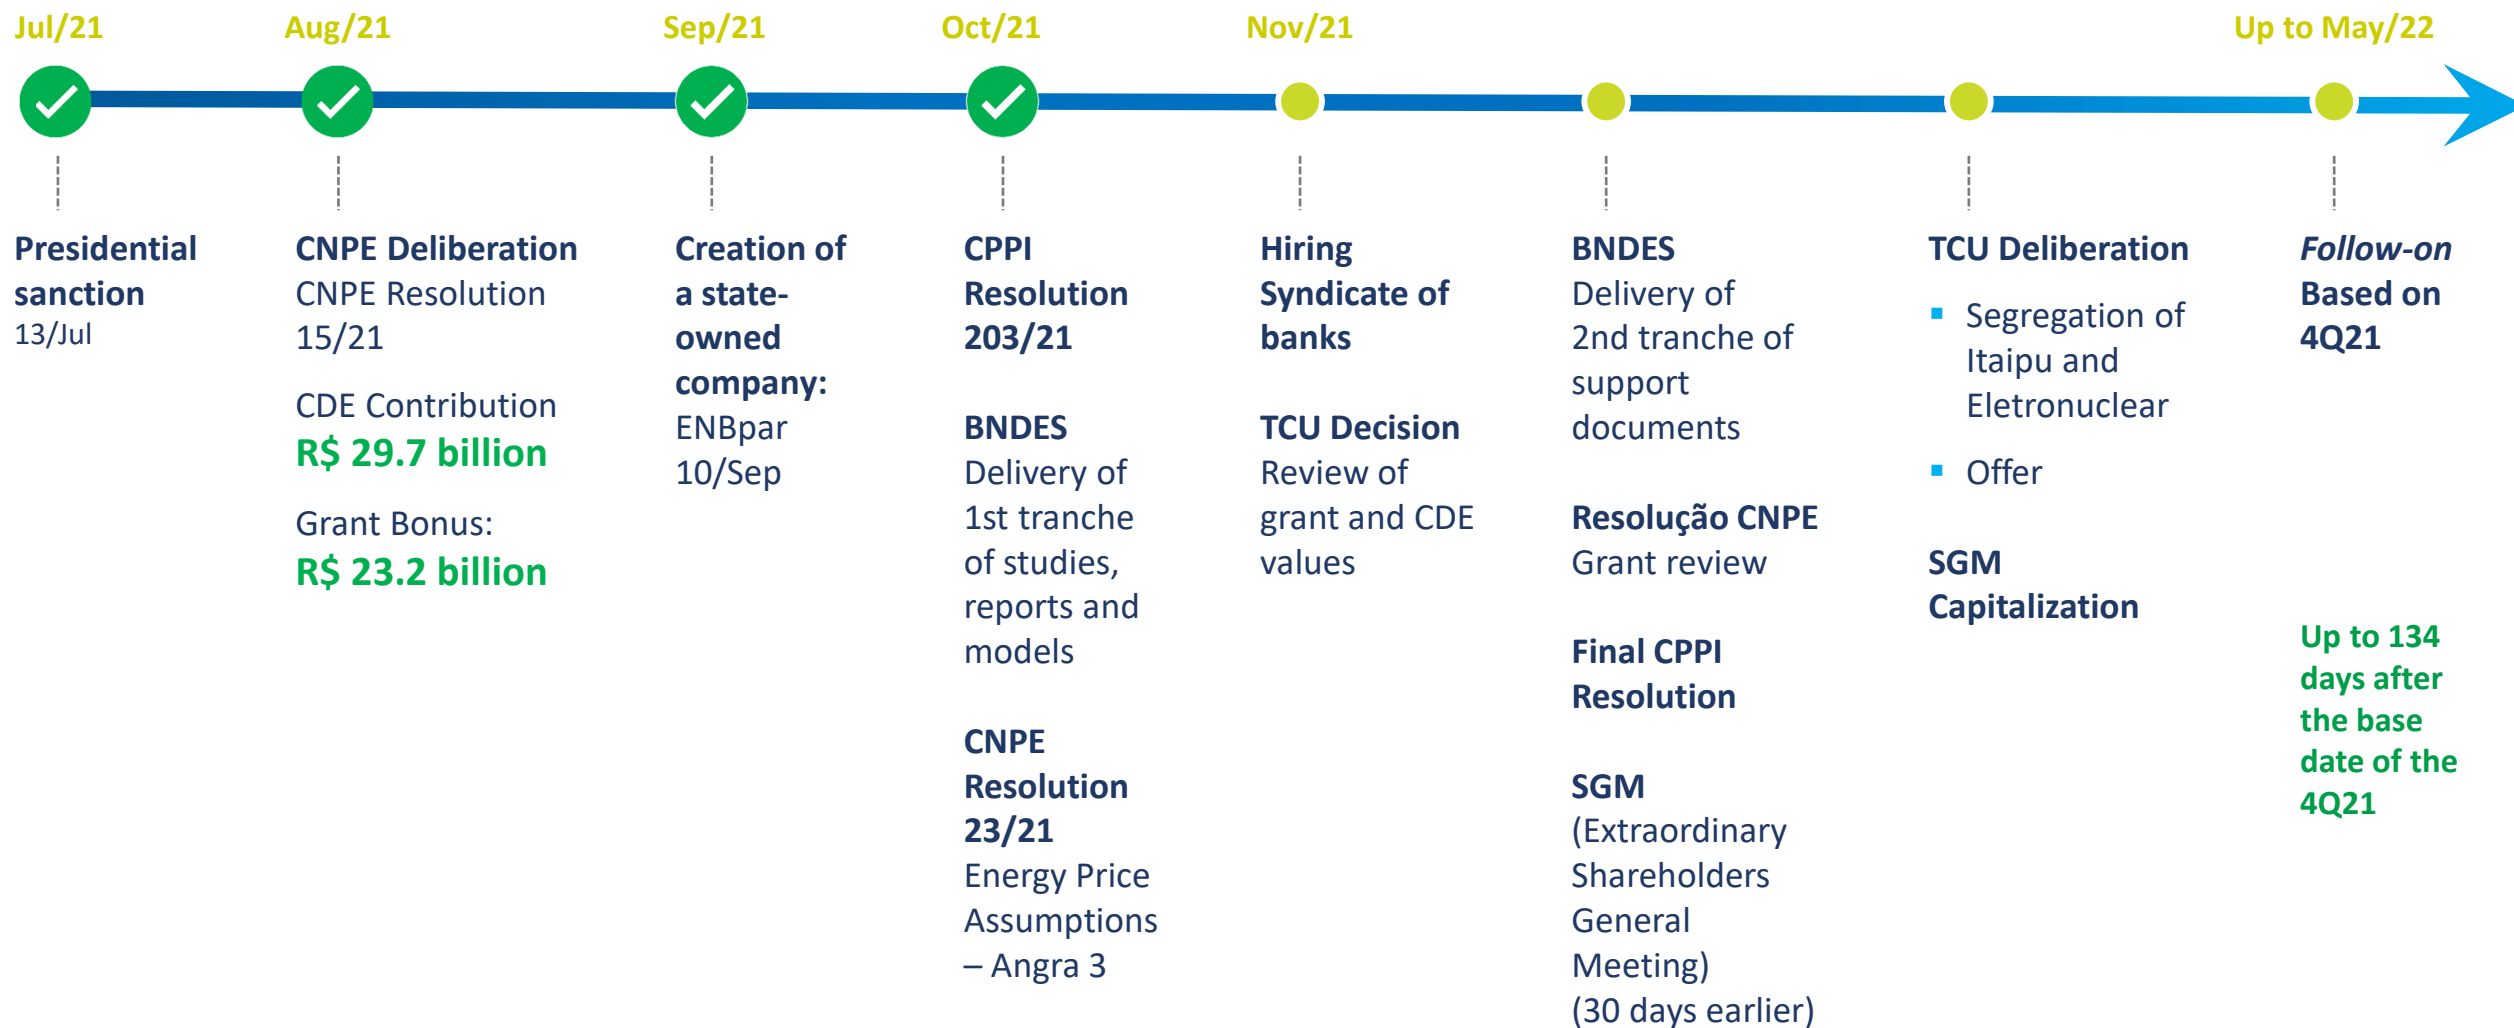 Jul/21
Aug/21
Sep/21
Oct/21
Nov/21
Up to May/22
Presidential
sanction
13/Jul
CNPE Deliberation
CNPE Resolution
15/21
CDE Contribution
R$ 29.7 billion
Grant Bonus:
R$ 23.2 billion
Creation of
a state-
owned
company:
ENBpar
10/Sep
CPPI
Resolution
203/21
BNDES
Delivery of
1st tranche
of studies,
reports and
models
CNPE
Resolution
23/21
Energy Price
Assumptions
– Angra 3
Hiring
Syndicate of
banks
TCU Decision
Review of
grant and CDE
values
BNDES
Delivery of
2nd tranche of
support
documents
Resolução CNPE
Grant review
Final CPPI
Resolution
SGM
(Extraordinary
Shareholders
General
Meeting)
(30 days earlier)
TCU Deliberation
▪ Segregation of
Itaipu and
Eletronuclear
▪ Offer
SGM
Capitalization
Follow-on
Based on
4Q21
Up to 134
days after
the base
date of the
4Q21